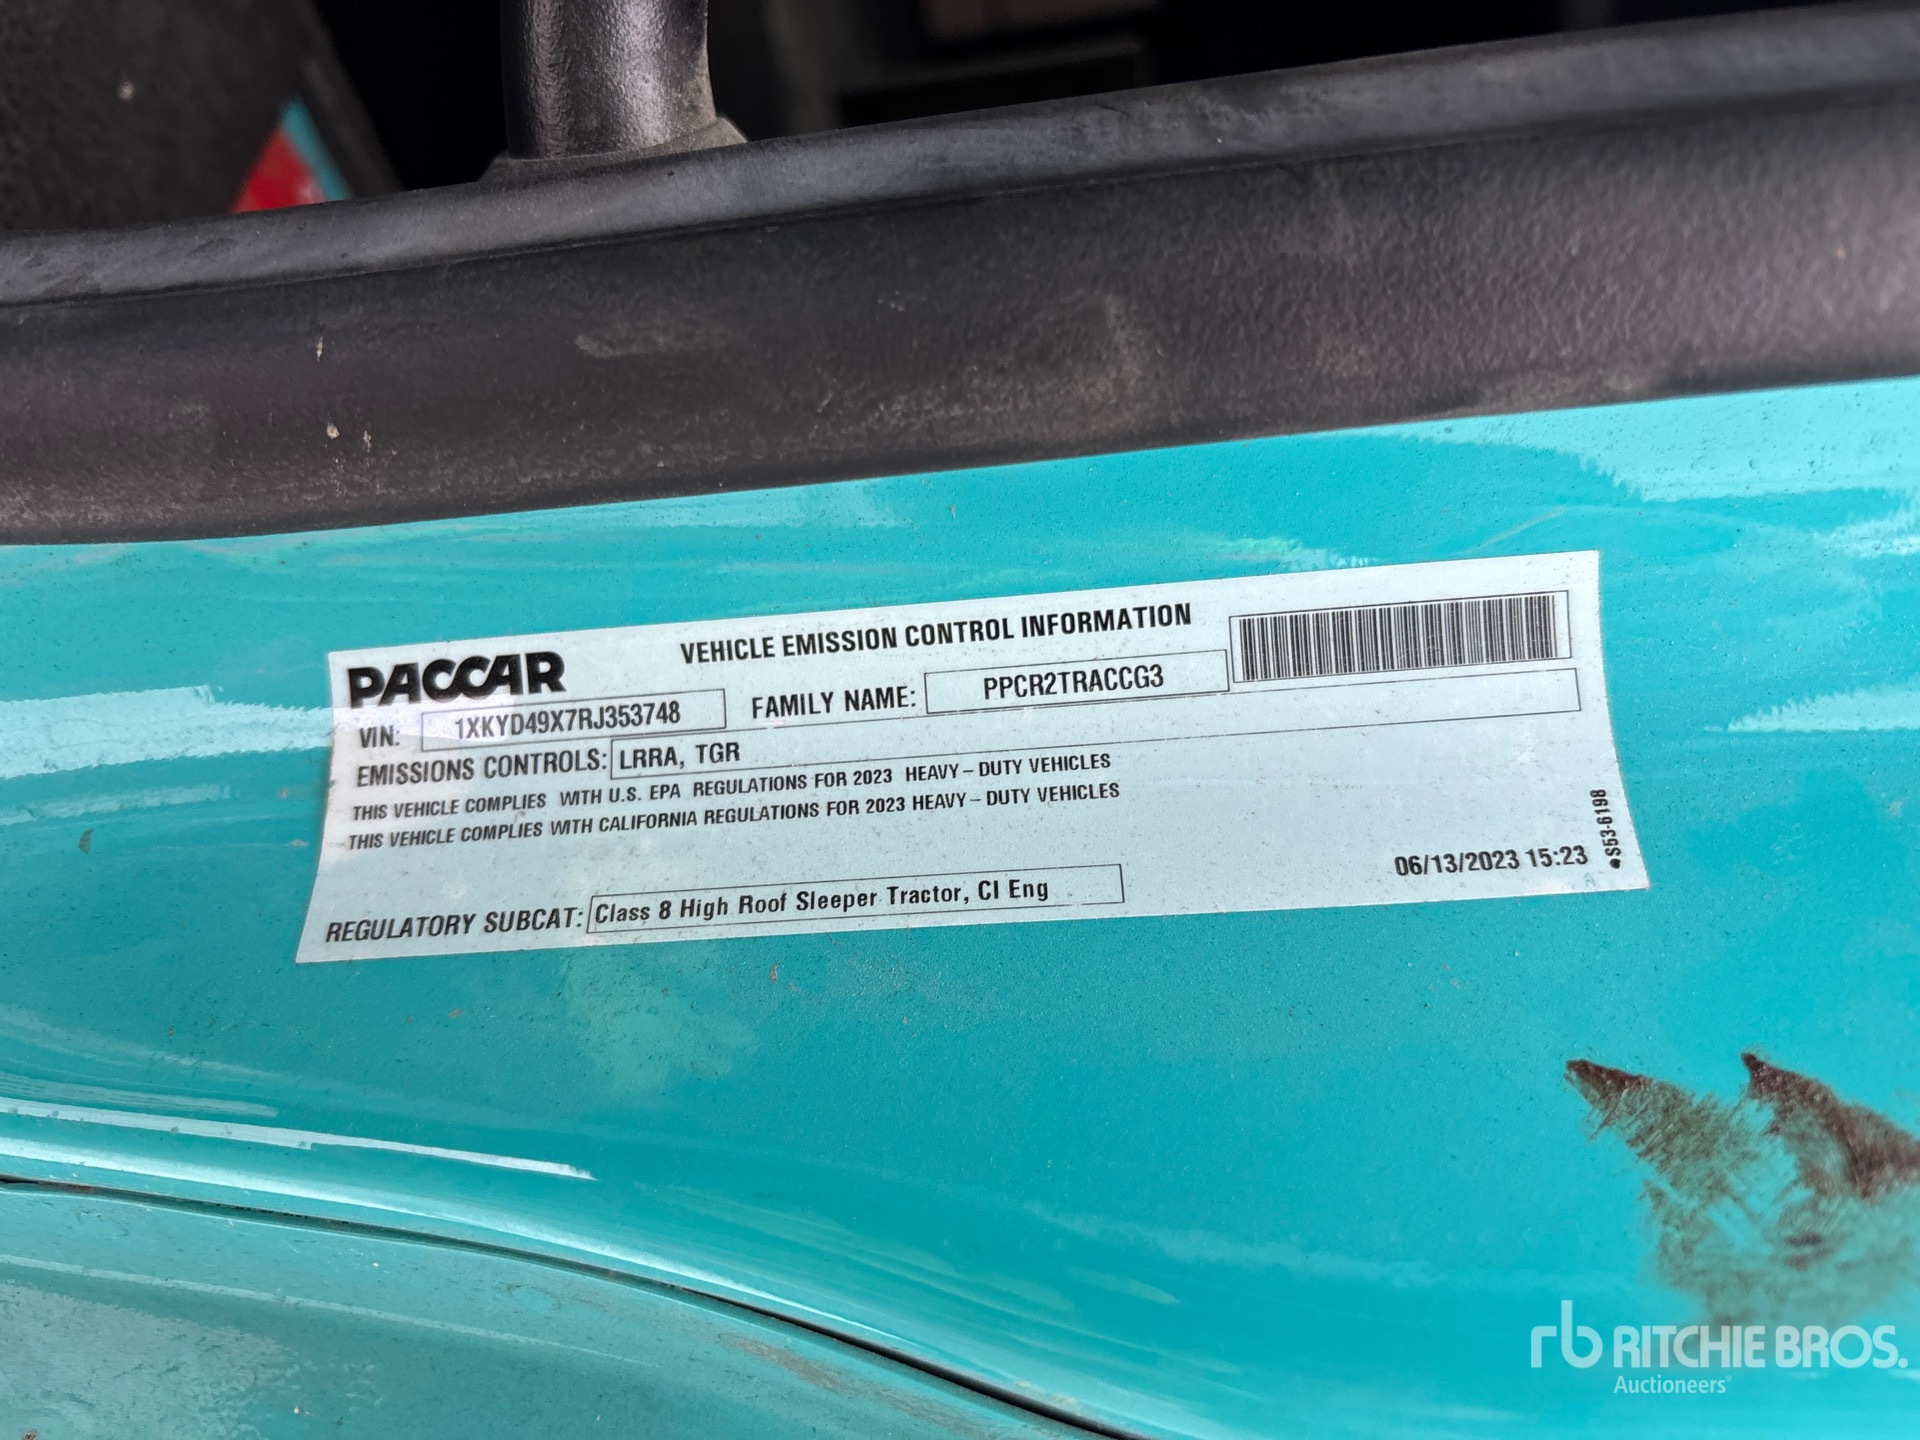 PACCAR
VEHICLE EMISSION CONTROL INFORMATION
VIN: 1XKYD49X7RJ353748 FAMILY NAME: PPCR2TRACCG3
EMISSIONS CONTROLS: LRRA, TGR
THIS VEHICLE COMPLIES WITH U.S. EPA REGULATIONS FOR 2023 HEAVY-DUTY VEHICLES
THIS VEHICLE COMPLIES WITH CALIFORNIA REGULATIONS FOR 2023 HEAVY-DUTY VEHICLES
06/13/2023 15:23
•S53-6198
REGULATORY SUBCAT: Class 8 High Roof Sleeper Tractor, CI Eng
rb RITCHIE BROS.
Auctioneers